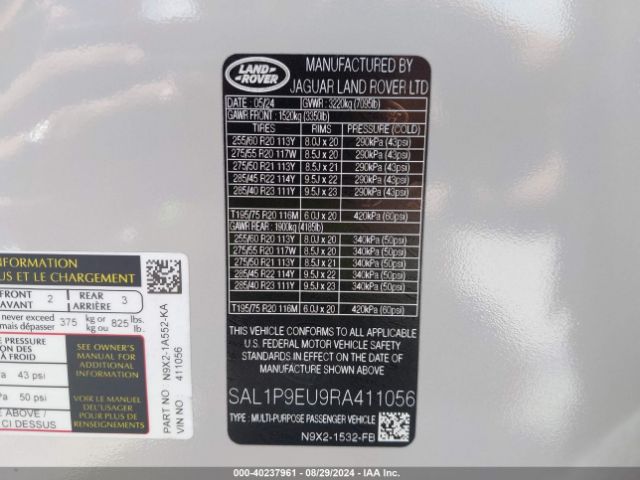 LAND ROVER
MANUFACTURED BY
JAGUAR LAND ROVER LTD
DATE : 05/24 GVWR : 3220kg (7095lb)
GAWR FRONT : 1520kg (3350lb)
TIRES RIMS PRESSURE (COLD)
255/60 R20 113Y 8.0J x 20 290kPa (43psi)
275/55 R20 117W 8.0J x 20 290kPa (43psi)
275/50 R21 113Y 8.5J x 21 290kPa (43psi)
285/45 R22 114Y 9.5J x 22 290kPa (43psi)
285/40 R23 111Y 9.5J x 23 290kPa (43psi)
T195/75 R20 116M 6.0J x 20 420kPa (60psi)
GAWR REAR : 1900kg (4185lb)
255/60 R20 113Y 8.0J x 20 340kPa (50psi)
275/55 R20 117W 8.0J x 20 340kPa (50psi)
275/50 R21 113Y 8.5J x 21 340kPa (50psi)
285/45 R22 114Y 9.5J x 22 340kPa (50psi)
285/40 R23 111Y 9.5J x 23 340kPa (50psi)
T195/75 R20 116M 6.0J x 20 420kPa (60psi)
THIS VEHICLE CONFORMS TO ALL APPLICABLE
U.S. FEDERAL MOTOR VEHICLE SAFETY
STANDARDS IN EFFECT ON THE DATE OF
MANUFACTURE SHOWN ABOVE.
SAL1P9EU9RA411056
TYPE : MULTI-PURPOSE PASSENGER VEHICLE
N9X2-1532-FB
INFORMATION
US ET LE CHARGEMENT
FRONT 2 REAR 3
AVANT ARRIÈRE
never exceed 375 kg or 825 lbs.
mais dépasser kg ou lb.
PRESSURE
À FROID
43 psi
50 psi
E ABOVE /
CI DESSUS
SEE OWNER'S
MANUAL FOR
ADDITIONAL
INFORMATION
VOIR LE MANUEL
DE L'USAGER
POUR PLUS DE
RENSEIGNEMENTS
PART NO N9X2-1A552-KA
VIN NO 411056
000-40237961 - 08/29/2024 - IAA Inc.